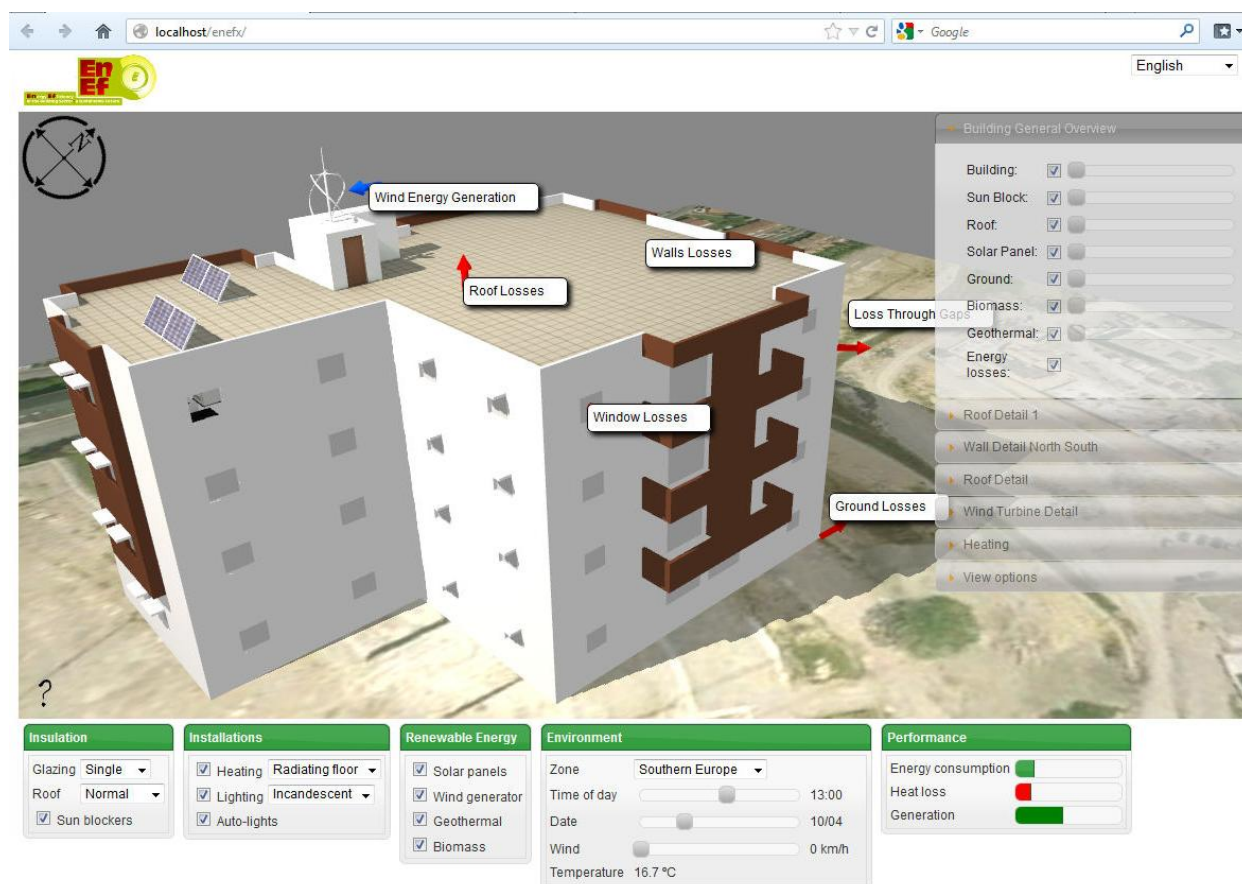 localhost/enefx/
Google
English
En
Ef
E
N
Building General Overview
Building:
Sun Block:
Roof:
Solar Panel:
Ground:
Biomass:
Geothermal:
Energy
losses:
Roof Detail 1
Wall Detail North South
Roof Detail
Wind Turbine Detail
Heating
View options
Wind Energy Generation
Walls Losses
Roof Losses
Loss Through Gaps
Window Losses
Ground Losses
?
Insulation
Glazing Single
Roof Normal
Sun blockers
Installations
Heating Radiating floor
Lighting Incandescent
Auto-lights
Renewable Energy
Solar panels
Wind generator
Geothermal
Biomass
Environment
Zone Southern Europe
Time of day 13:00
Date 10/04
Wind 0 km/h
Temperature 16.7 ºC
Performance
Energy consumption
Heat loss
Generation